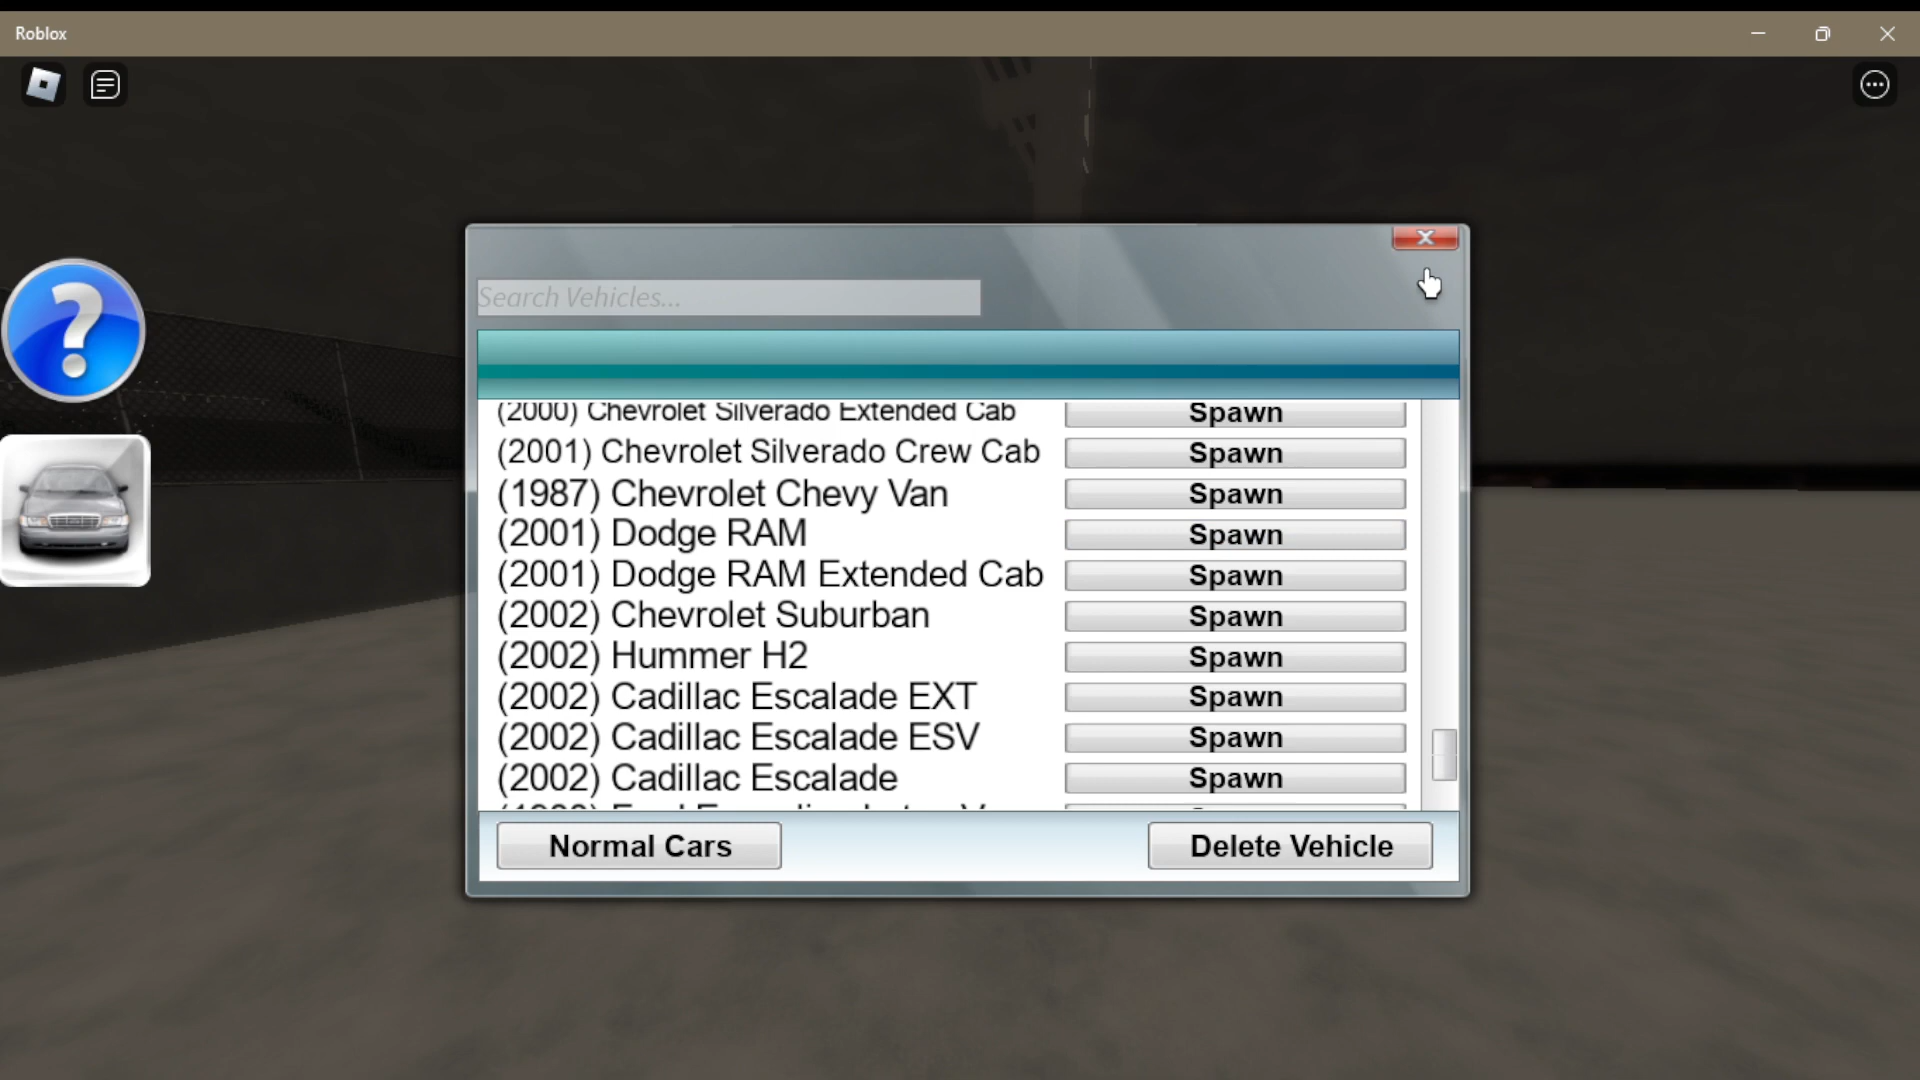 Roblox
Search Vehicles...
(2000) Chevrolet Silverado Extended Cab Spawn
(2001) Chevrolet Silverado Crew Cab Spawn
(1987) Chevrolet Chevy Van Spawn
(2001) Dodge RAM Spawn
(2001) Dodge RAM Extended Cab Spawn
(2002) Chevrolet Suburban Spawn
(2002) Hummer H2 Spawn
(2002) Cadillac Escalade EXT Spawn
(2002) Cadillac Escalade ESV Spawn
(2002) Cadillac Escalade Spawn
Normal Cars Delete Vehicle